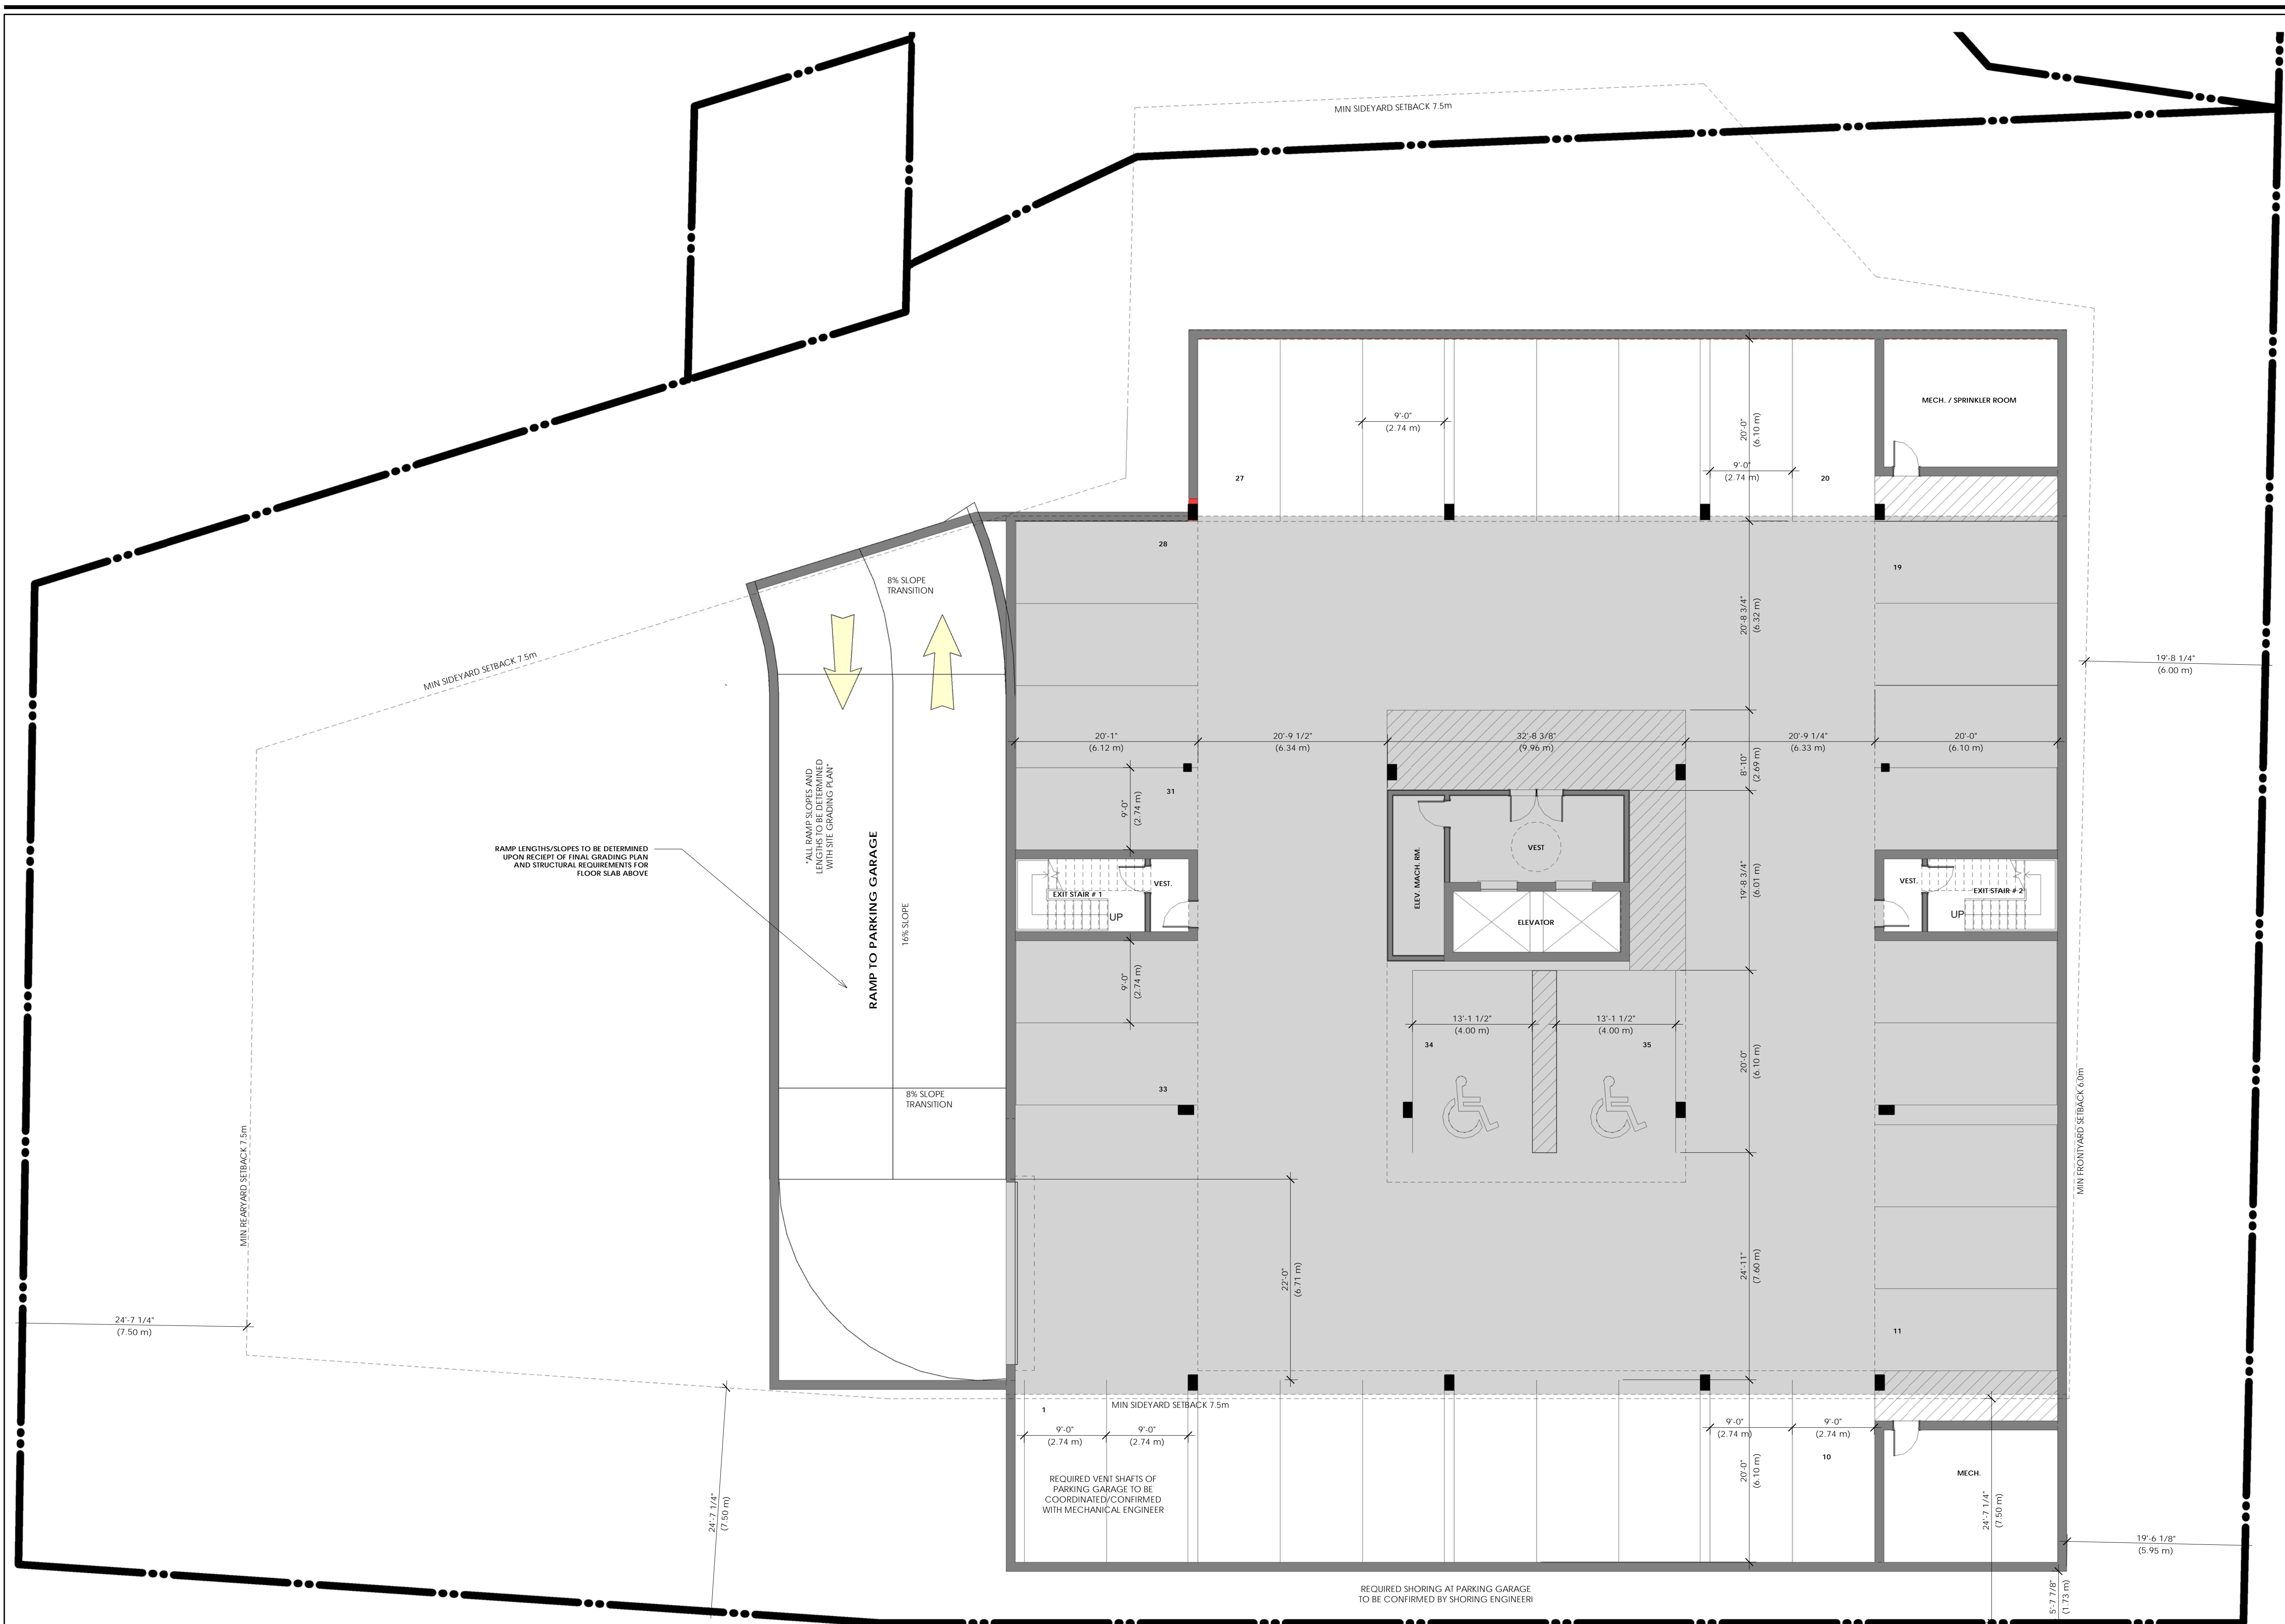 MIN SIDEYARD SETBACK 7.5m
MECH. / SPRINKLER ROOM
9'-0"
(2.74 m)
20'-0"
(6.10 m)
9'-0"
(2.74 m)
27
20
28
19
8% SLOPE
TRANSITION
20'-8 3/4"
(6.32 m)
MIN SIDEYARD SETBACK 7.5m
19'-8 1/4"
(6.00 m)
20'-1"
(6.12 m)
20'-9 1/2"
(6.34 m)
32'-8 3/8"
(9.96 m)
20'-9 1/4"
(6.33 m)
20'-0"
(6.10 m)
8'-10"
(2.69 m)
"ALL RAMP SLOPES AND
LENGTHS TO BE DETERMINED
WITH SITE GRADING PLAN"
31
9'-0"
(2.74 m)
RAMP LENGTHS/SLOPES TO BE DETERMINED
UPON RECIEPT OF FINAL GRADING PLAN
AND STRUCTURAL REQUIREMENTS FOR
FLOOR SLAB ABOVE
RAMP TO PARKING GARAGE
16% SLOPE
EXIT STAIR # 1
VEST.
UP
ELEV. MACH. RM.
VEST
ELEVATOR
19'-8 3/4"
(6.01 m)
VEST.
EXIT STAIR # 2
UP
9'-0"
(2.74 m)
13'-1 1/2"
(4.00 m)
13'-1 1/2"
(4.00 m)
34
35
20'-0"
(6.10 m)
8% SLOPE
TRANSITION
33
MIN REARYARD SETBACK 7.5m
MIN FRONTYARD SETBACK 6.0m
22'-0"
(6.71 m)
24'-11"
(7.60 m)
24'-7 1/4"
(7.50 m)
11
1
MIN SIDEYARD SETBACK 7.5m
9'-0"
(2.74 m)
9'-0"
(2.74 m)
9'-0"
(2.74 m)
9'-0"
(2.74 m)
10
20'-0"
(6.10 m)
MECH.
REQUIRED VENT SHAFTS OF
PARKING GARAGE TO BE
COORDINATED/CONFIRMED
WITH MECHANICAL ENGINEER
24'-7 1/4"
(7.50 m)
24'-7 1/4"
(7.50 m)
19'-6 1/8"
(5.95 m)
REQUIRED SHORING AT PARKING GARAGE
TO BE CONFIRMED BY SHORING ENGINEERI
5'-7 7/8"
(1.73 m)